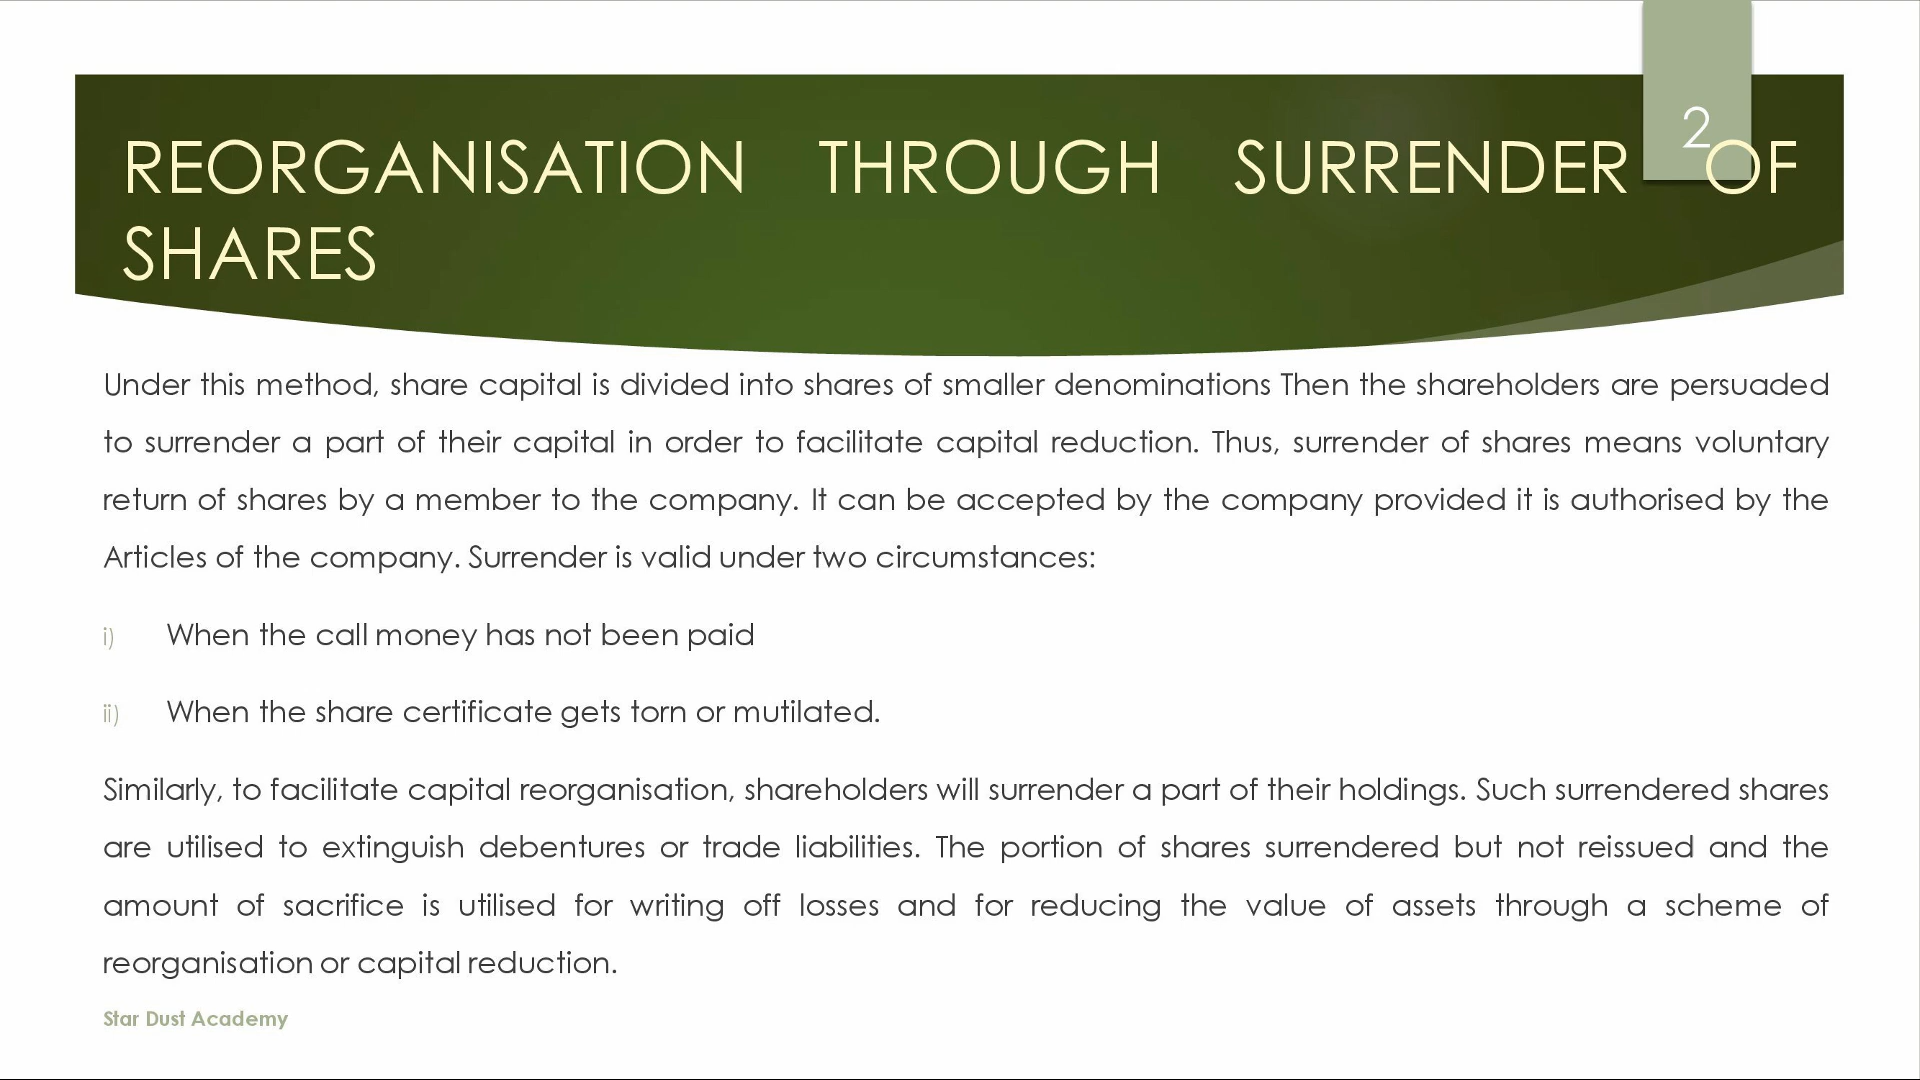 2
REORGANISATION THROUGH SURRENDER OF
SHARES
Under this method, share capital is divided into shares of smaller denominations Then the shareholders are persuaded
to surrender a part of their capital in order to facilitate capital reduction. Thus, surrender of shares means voluntary
return of shares by a member to the company. It can be accepted by the company provided it is authorised by the
Articles of the company. Surrender is valid under two circumstances:
i) When the call money has not been paid
ii) When the share certificate gets torn or mutilated.
Similarly, to facilitate capital reorganisation, shareholders will surrender a part of their holdings. Such surrendered shares
are utilised to extinguish debentures or trade liabilities. The portion of shares surrendered but not reissued and the
amount of sacrifice is utilised for writing off losses and for reducing the value of assets through a scheme of
reorganisation or capital reduction.
Star Dust Academy